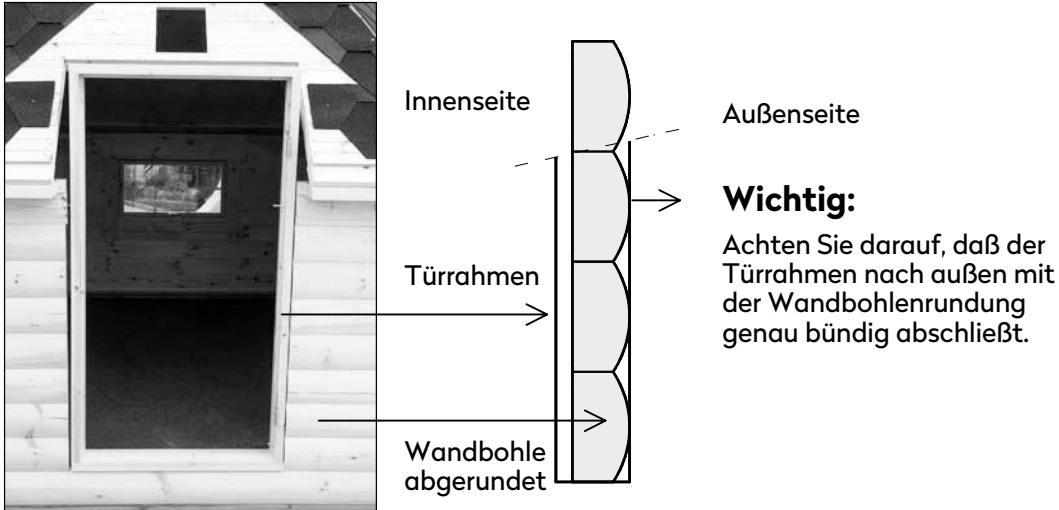 Innenseite
Außenseite
Wichtig:
Achten Sie darauf, daß der
Türrahmen nach außen mit
der Wandbohlenrundung
genau bündig abschließt.
Türrahmen
Wandbohle
abgerundet